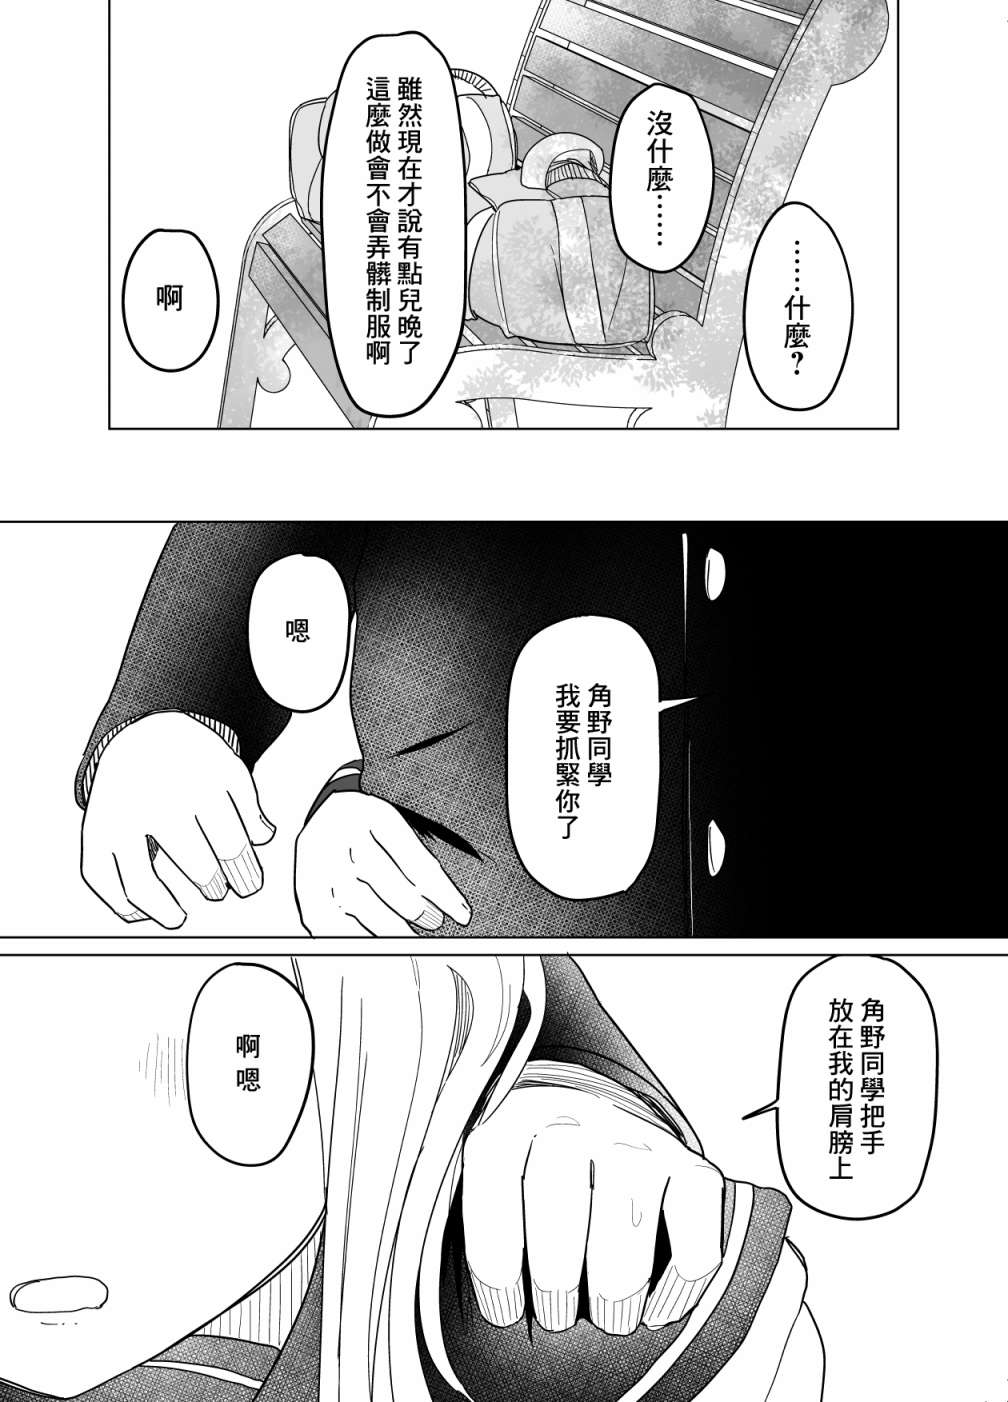 ……什麼？
沒什麼……
雖然現在才說有點兒晚了
這麼做會不會弄髒制服啊
啊
角野同學
我要抓緊你了
嗯
角野同學把手
放在我的肩膀上
啊嗯